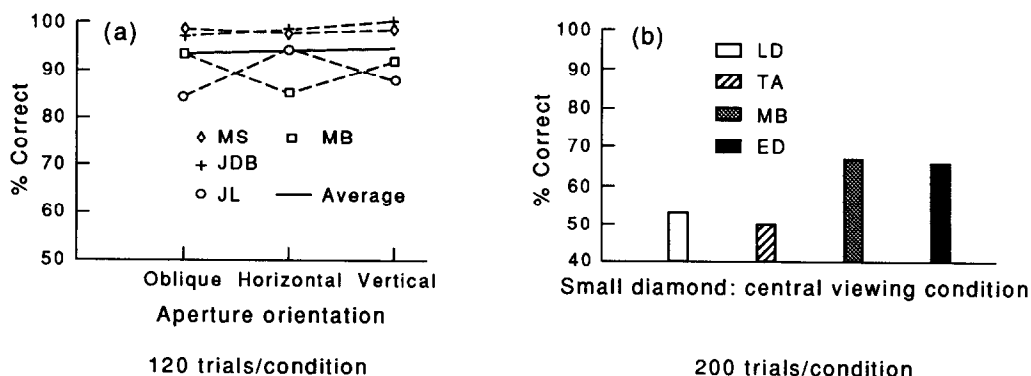 (a)
% Correct
100
90
80
70
60
50
MS
MB
JDB
JL
Average
Oblique Horizontal Vertical
Aperture orientation
120 trials/condition
(b)
% Correct
100
90
80
70
60
50
40
LD
TA
MB
ED
Small diamond: central viewing condition
200 trials/condition